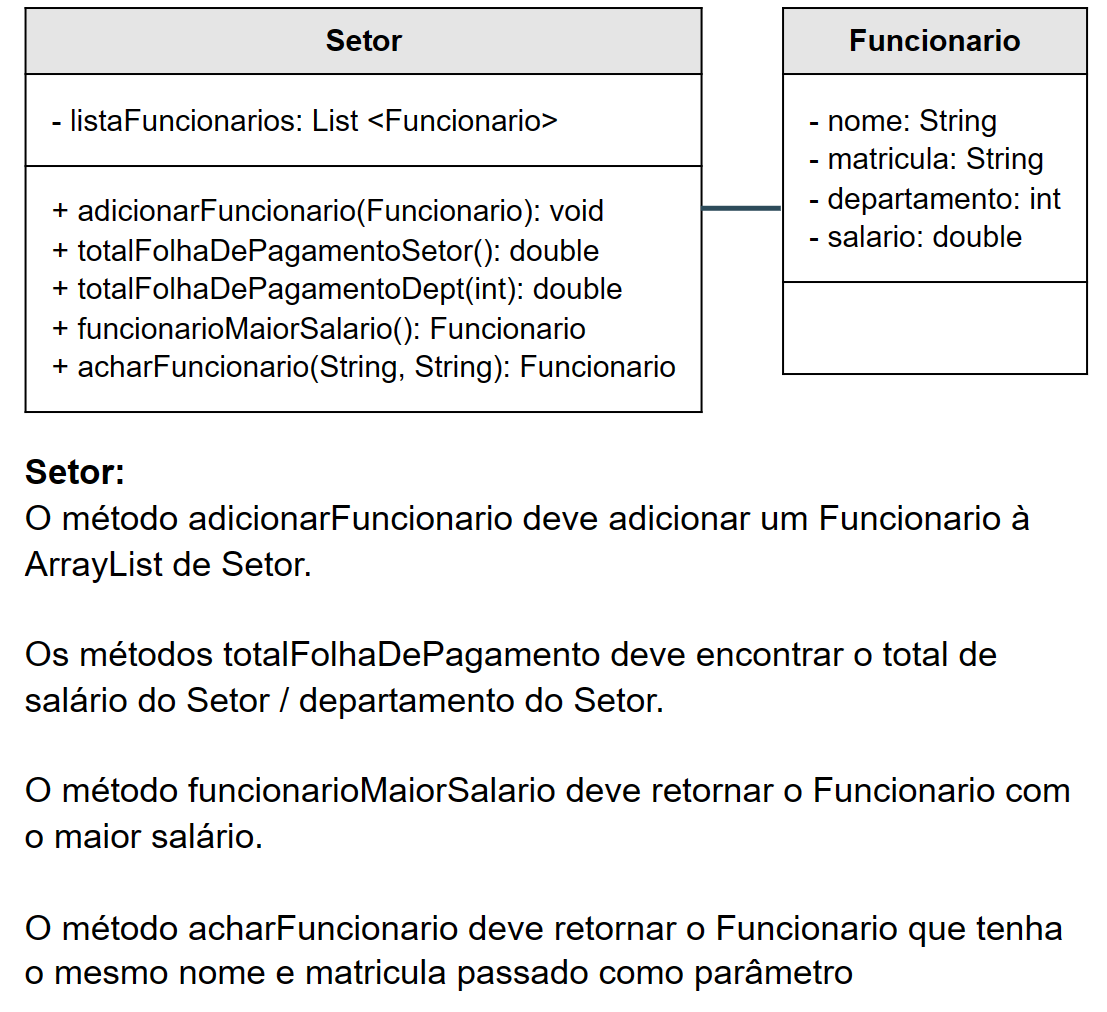 Setor
- listaFuncionarios: List <Funcionario>
+ adicionarFuncionario(Funcionario): void
+ totalFolhaDePagamentoSetor(): double
+ totalFolhaDePagamentoDept(int): double
+ funcionarioMaiorSalario(): Funcionario
+ acharFuncionario(String, String): Funcionario
Funcionario
- nome: String
- matricula: String
- departamento: int
- salario: double
Setor:
O método adicionarFuncionario deve adicionar um Funcionario à
ArrayList de Setor.
Os métodos totalFolhaDePagamento deve encontrar o total de
salário do Setor / departamento do Setor.
O método funcionarioMaiorSalario deve retornar o Funcionario com
o maior salário.
O método acharFuncionario deve retornar o Funcionario que tenha
o mesmo nome e matricula passado como parâmetro